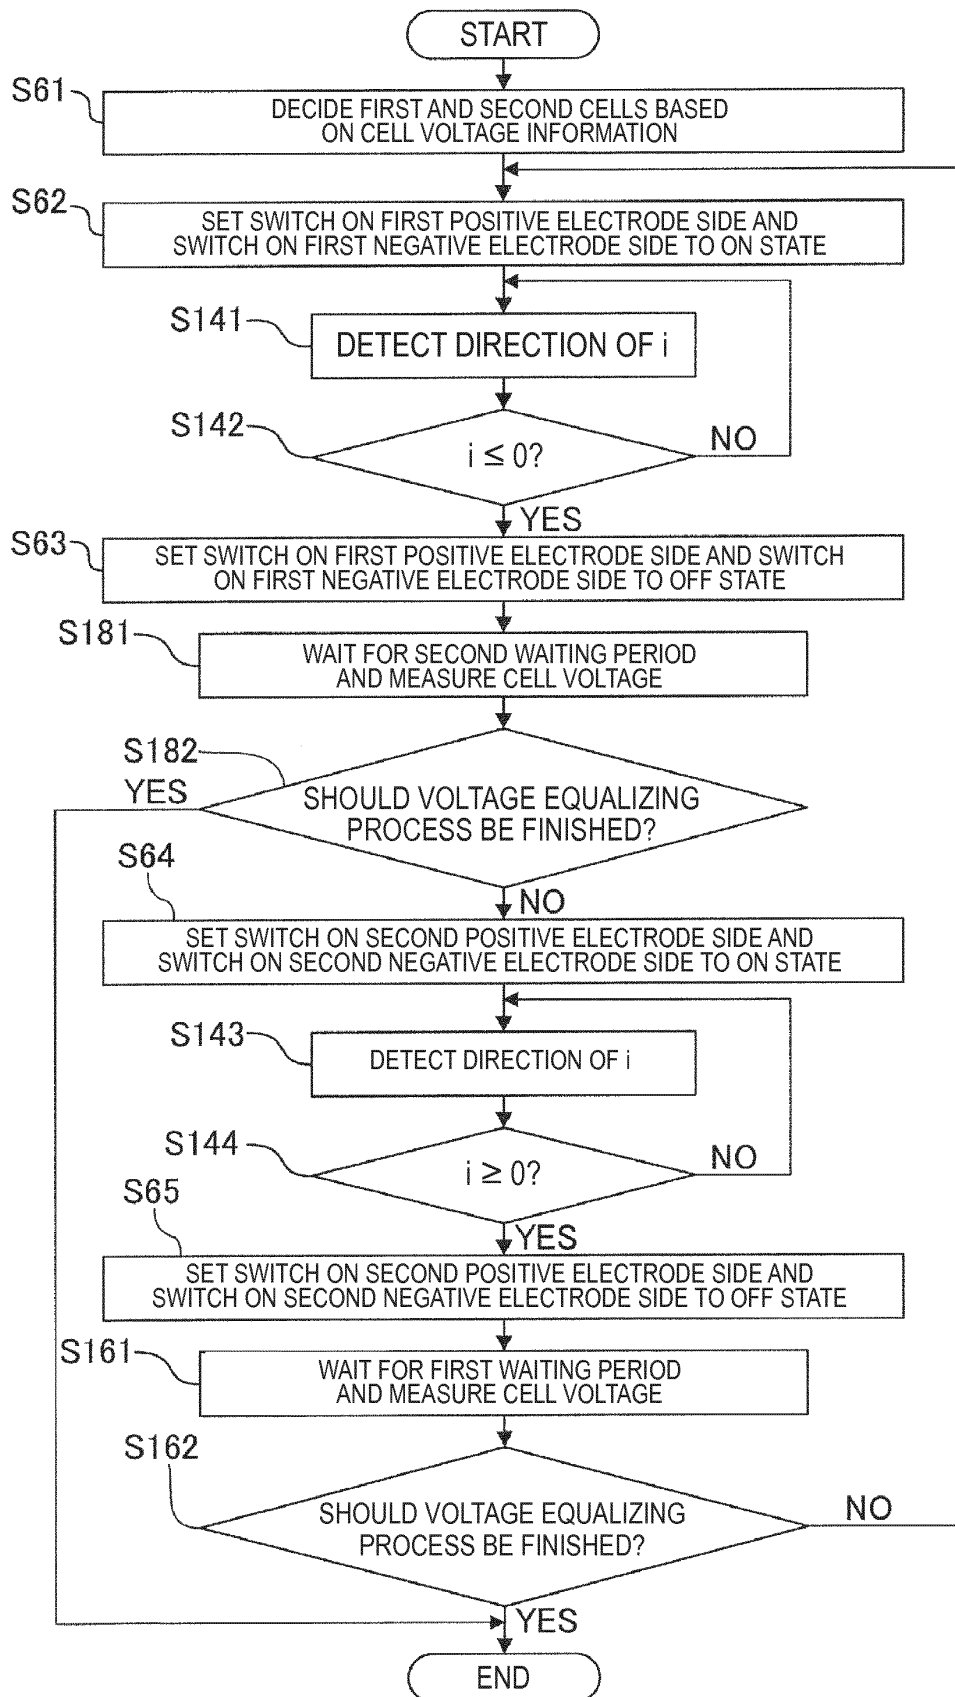 START
S61
DECIDE FIRST AND SECOND CELLS BASED
ON CELL VOLTAGE INFORMATION
S62
SET SWITCH ON FIRST POSITIVE ELECTRODE SIDE AND
SWITCH ON FIRST NEGATIVE ELECTRODE SIDE TO ON STATE
S141
DETECT DIRECTION OF i
S142
i ≤ 0?
NO
YES
S63
SET SWITCH ON FIRST POSITIVE ELECTRODE SIDE AND SWITCH
ON FIRST NEGATIVE ELECTRODE SIDE TO OFF STATE
S181
WAIT FOR SECOND WAITING PERIOD
AND MEASURE CELL VOLTAGE
S182
YES
SHOULD VOLTAGE EQUALIZING
PROCESS BE FINISHED?
NO
S64
SET SWITCH ON SECOND POSITIVE ELECTRODE SIDE AND
SWITCH ON SECOND NEGATIVE ELECTRODE SIDE TO ON STATE
S143
DETECT DIRECTION OF i
S144
i ≥ 0?
NO
YES
S65
SET SWITCH ON SECOND POSITIVE ELECTRODE SIDE AND
SWITCH ON SECOND NEGATIVE ELECTRODE SIDE TO OFF STATE
S161
WAIT FOR FIRST WAITING PERIOD
AND MEASURE CELL VOLTAGE
S162
SHOULD VOLTAGE EQUALIZING
PROCESS BE FINISHED?
NO
YES
END